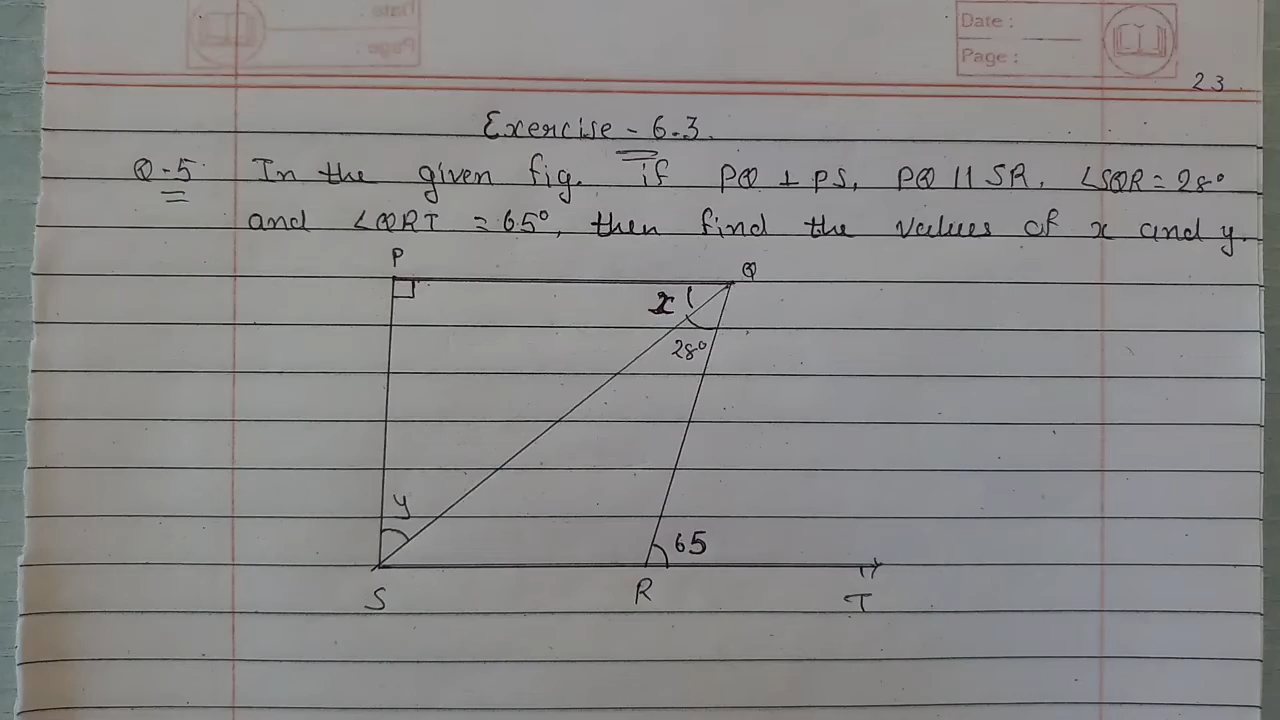 Date :
Page :
23
Exercise - 6.3.
Q-5. In the given fig. if PQ ⊥ PS, PQ || SR, ∠SQR = 28°
and ∠QRT = 65°, then find the values of x and y.
P
Q
x
28°
y
65
S
R
T